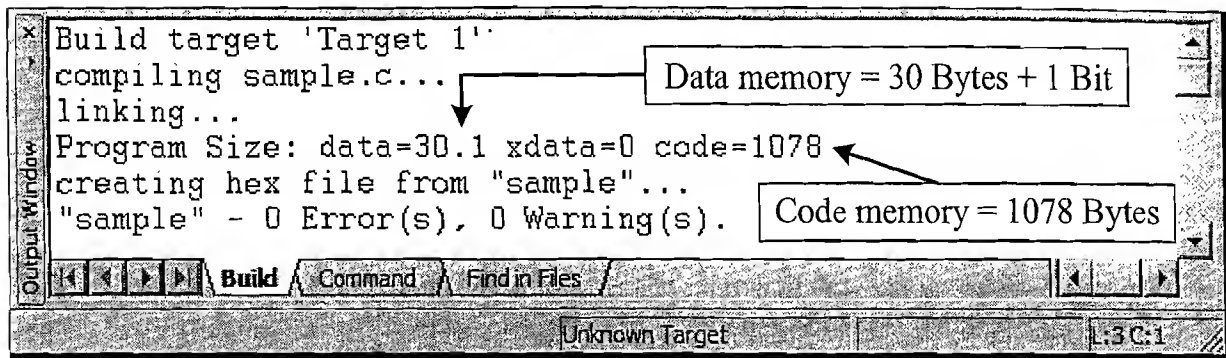 Build target 'Target 1'
compiling sample.c...
Data memory = 30 Bytes + 1 Bit
linking...
Program Size: data=30.1 xdata=0 code=1078
creating hex file from "sample"...
"sample" - 0 Error(s), 0 Warning(s).
Code memory = 1078 Bytes
Output Window
Build Command Find in Files
Unknown Target L:3 C:1